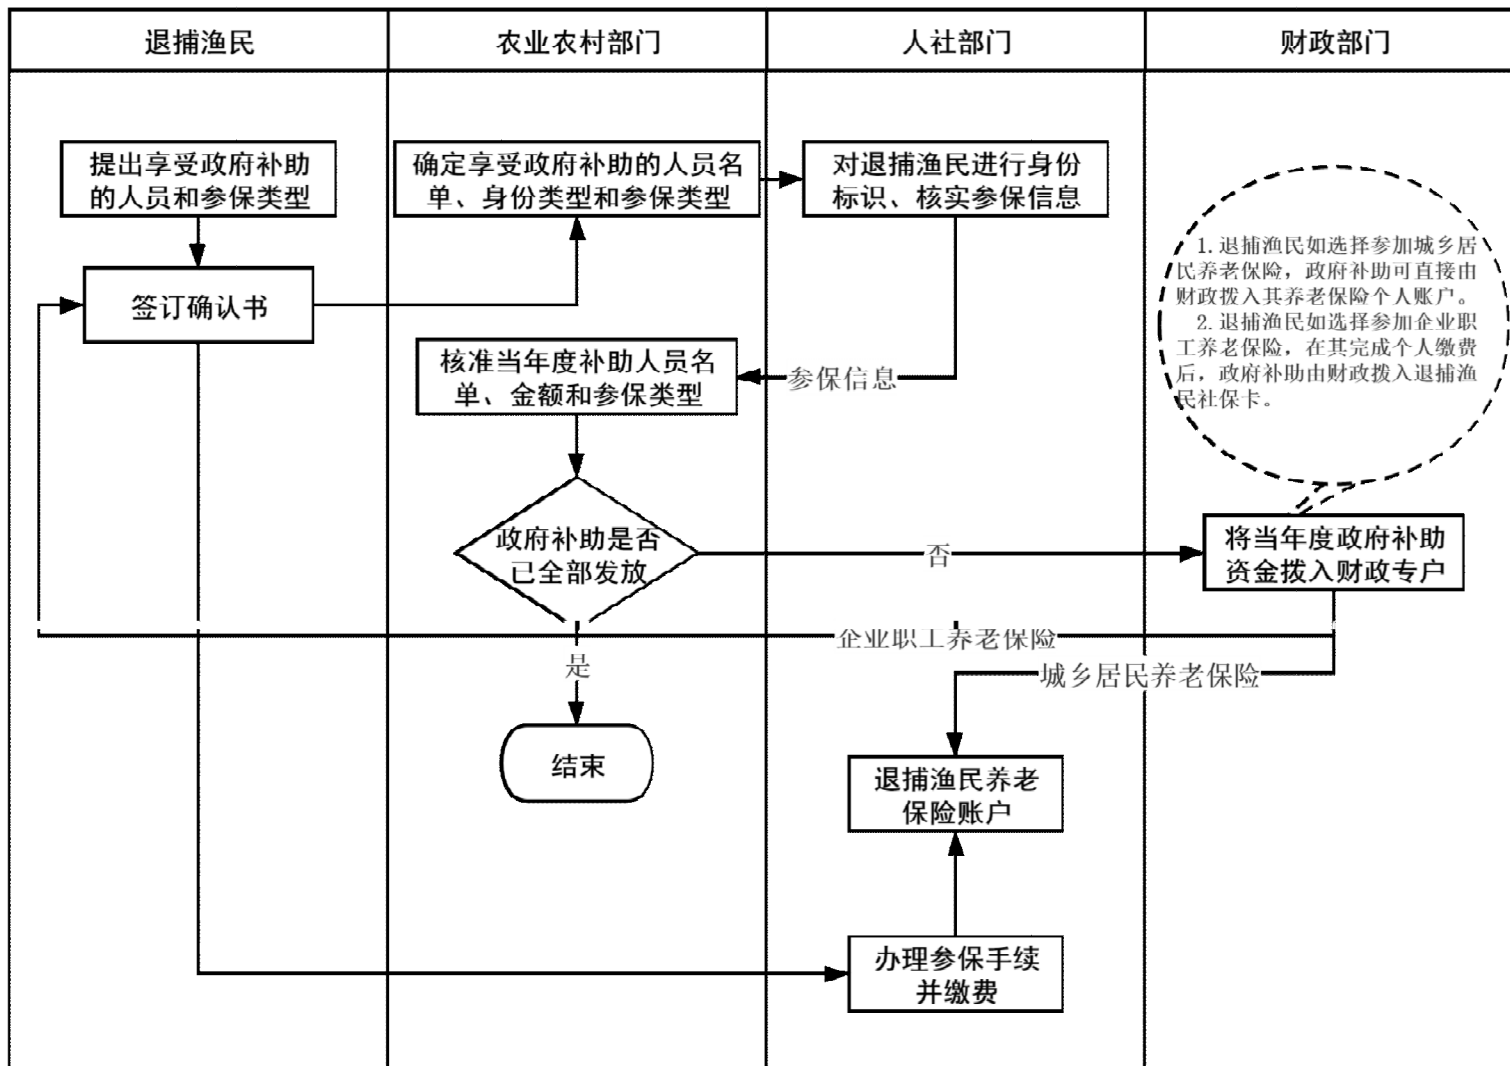 退捕渔民
农业农村部门
人社部门
财政部门
提出享受政府补助
的人员和参保类型
确定享受政府补助的人员名
单、身份类型和参保类型
对退捕渔民进行身份
标识、核实参保信息
1.退捕渔民如选择参加城乡居
民养老保险，政府补助可直接由
财政拨入其养老保险个人账户。
2.退捕渔民如选择参加企业职
工养老保险，在其完成个人缴费
后，政府补助由财政拨入退捕渔
民社保卡。
签订确认书
核准当年度补助人员名
单、金额和参保类型
参保信息
政府补助是否
已全部发放
否
将当年度政府补助
资金拨入财政专户
企业职工养老保险
是
城乡居民养老保险
结束
退捕渔民养老
保险账户
办理参保手续
并缴费